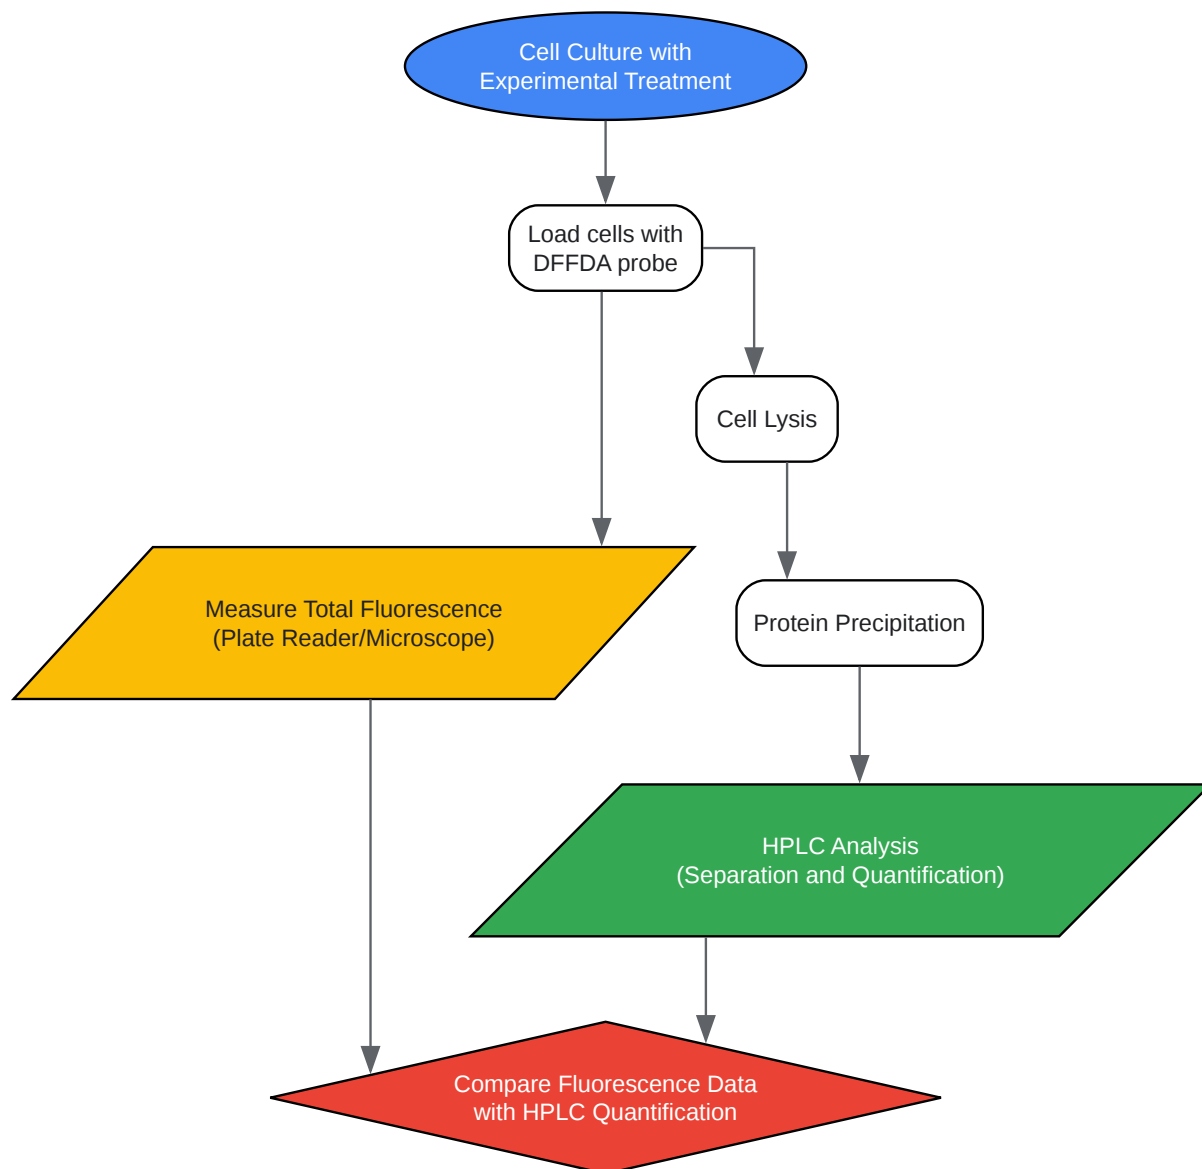 Cell Culture with
Experimental Treatment
Load cells with
DFFDA probe
Cell Lysis
Measure Total Fluorescence
(Plate Reader/Microscope)
Protein Precipitation
HPLC Analysis
(Separation and Quantification)
Compare Fluorescence Data
with HPLC Quantification